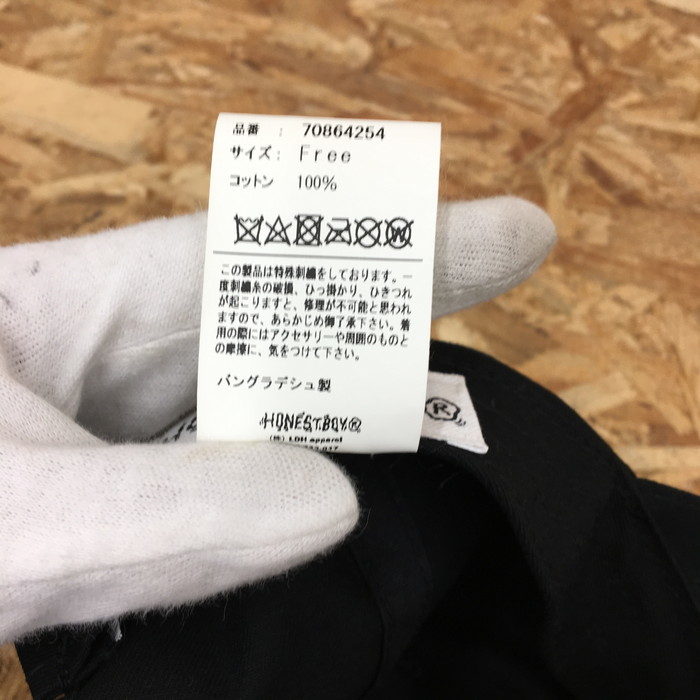 品番 : 70864254
サイズ: Free
コットン 100%
この製品は特殊刺繍をしております。一
度刺繍糸の破損、ひっ掛かり、ひきつれ
が起こりますと、修理が不可能と思われ
ますので、あらかじめ御了承下さい。着
用の際にはアクセサリーや周囲のものと
の摩擦に、気をつけて下さい。
バングラデシュ製
HONEST.BOY®
(株) LDH apparel
®